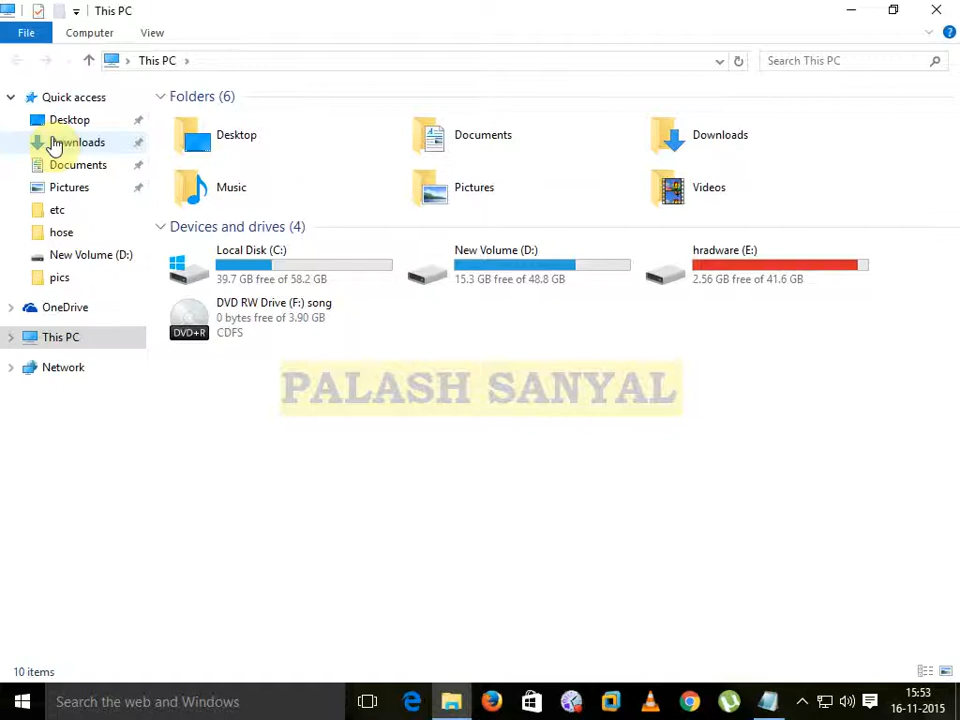 This PC
File Computer View
This PC
Search This PC
Quick access
Desktop
Downloads
Documents
Pictures
etc
hose
New Volume (D:)
pics
OneDrive
This PC
Network
Folders (6)
Desktop
Documents
Downloads
Music
Pictures
Videos
Devices and drives (4)
Local Disk (C:)
39.7 GB free of 58.2 GB
New Volume (D:)
15.3 GB free of 48.8 GB
hradware (E:)
2.56 GB free of 41.6 GB
DVD RW Drive (F:) song
0 bytes free of 3.90 GB
CDFS
DVD+R
PALASH SANYAL
10 items
Search the web and Windows
15:53
16-11-2015